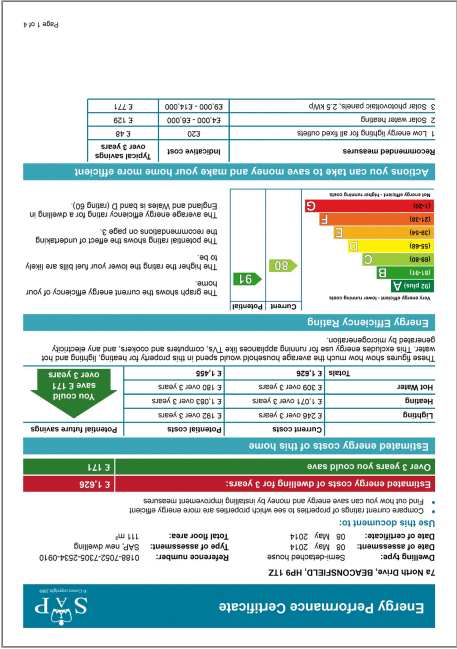 Energy Performance Certificate
SAP
© Crown copyright 2009
7a North Drive, BEACONSFIELD, HP9 1TZ
Dwelling type: Semi-detached house
Reference number: 0188-7052-7305-2534-0910
Date of assessment: 08 May 2014
Type of assessment: SAP, new dwelling
Date of certificate: 08 May 2014
Total floor area: 111 m²
Use this document to:
• Compare current ratings of properties to see which properties are more energy efficient
• Find out how you can save energy and money by installing improvement measures
Estimated energy costs of dwelling for 3 years: £ 1,626
Over 3 years you could save £ 171
Estimated energy costs of this home
Current costs Potential costs Potential future savings
Lighting £ 246 over 3 years £ 192 over 3 years
Heating £ 1,071 over 3 years £ 1,083 over 3 years
Hot Water £ 309 over 3 years £ 180 over 3 years
Totals £ 1,626 £ 1,455
You could
save £ 171
over 3 years
These figures show how much the average household would spend in this property for heating, lighting and hot
water. This excludes energy use for running appliances like TVs, computers and cookers, and any electricity
generated by microgeneration.
Energy Efficiency Rating
Very energy efficient - lower running costs
Current Potential
(92 plus) A
(81-91) B
(69-80) C
(55-68) D
(39-54) E
(21-38) F
(1-20) G
80
91
Not energy efficient - higher running costs
The graph shows the current energy efficiency of your
home.
The higher the rating the lower your fuel bills are likely
to be.
The potential rating shows the effect of undertaking
the recommendations on page 3.
The average energy efficiency rating for a dwelling in
England and Wales is band D (rating 60).
Actions you can take to save money and make your home more efficient
Recommended measures Indicative cost Typical savings
over 3 years
1 Low energy lighting for all fixed outlets £20 £ 48
2 Solar water heating £4,000 - £6,000 £ 129
3 Solar photovoltaic panels, 2.5 kWp £9,000 - £14,000 £ 771
Page 1 of 4